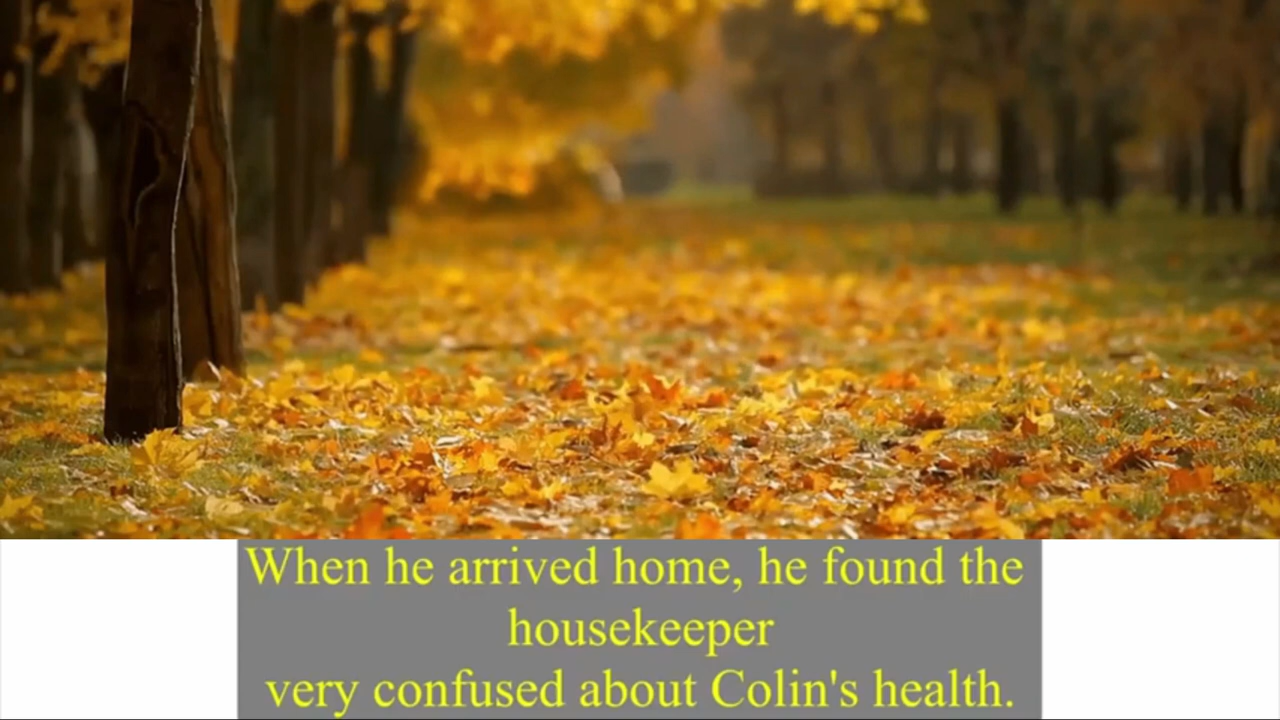 When he arrived home, he found the
housekeeper
very confused about Colin's health.